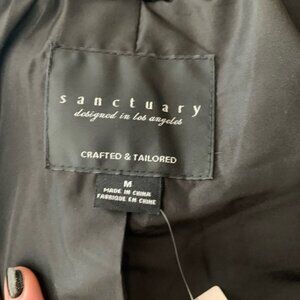 sanctuary
designed in los angeles
CRAFTED & TAILORED
M
MADE IN CHINA
FABRIQUÉ EN CHINE